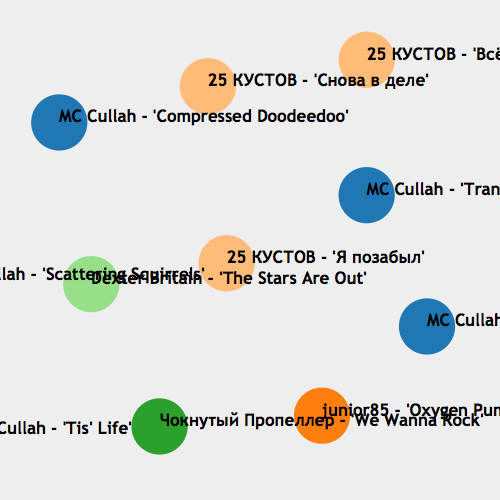 25 КУСТОВ - 'Всё
25 КУСТОВ - 'Снова в деле'
MC Cullah - 'Compressed Doodeedoo'
MC Cullah - 'Tran
25 КУСТОВ - 'Я позабыл'
llah - 'Scattering Squirrels'
Dexter Britain - 'The Stars Are Out'
MC Cullah
junior85 - 'Oxygen Pun
Чокнутый Пропеллер - 'We Wanna Rock'
Cullah - 'Tis' Life'